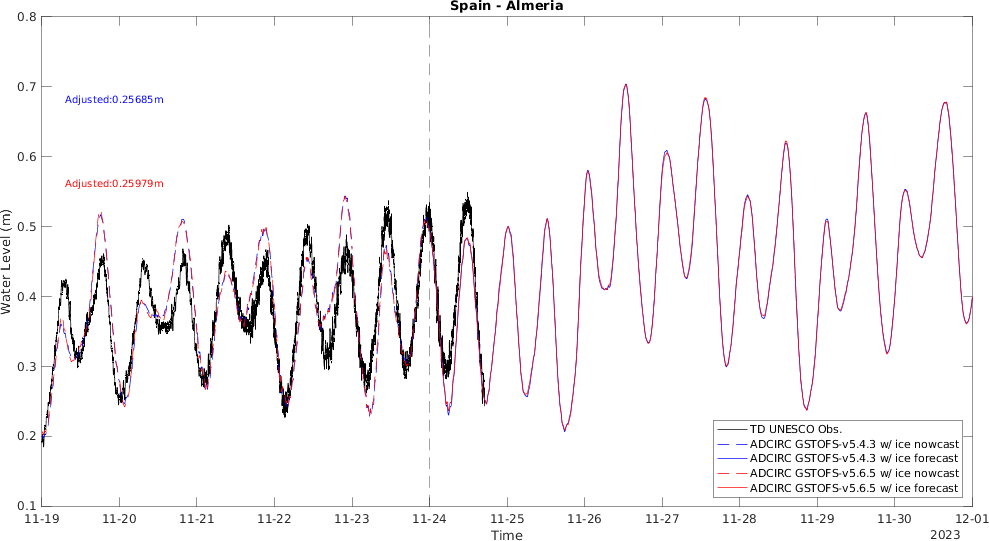 Spain - Almeria
0.8
0.7
0.6
0.5
0.4
0.3
0.2
0.1
Water Level (m)
Adjusted:0.25685m
Adjusted:0.25979m
TD UNESCO Obs.
ADCIRC GSTOFS-v5.4.3 w/ ice nowcast
ADCIRC GSTOFS-v5.4.3 w/ ice forecast
ADCIRC GSTOFS-v5.6.5 w/ ice nowcast
ADCIRC GSTOFS-v5.6.5 w/ ice forecast
11-19 11-20 11-21 11-22 11-23 11-24 11-25 11-26 11-27 11-28 11-29 11-30 12-01
Time
2023